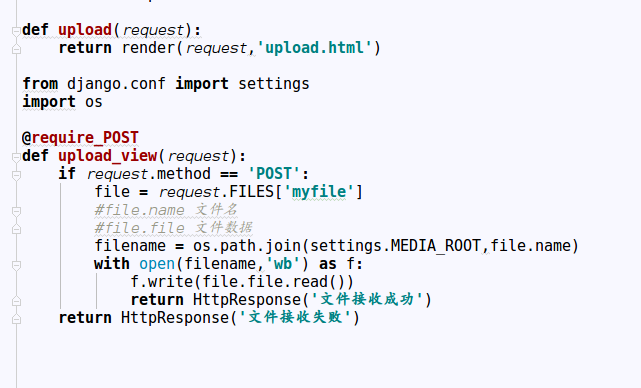 def upload(request):
    return render(request,'upload.html')
from django.conf import settings
import os
@require_POST
def upload_view(request):
    if request.method == 'POST':
        file = request.FILES['myfile']
        #file.name 文件名
        #file.file 文件数据
        filename = os.path.join(settings.MEDIA_ROOT,file.name)
        with open(filename,'wb') as f:
            f.write(file.file.read())
            return HttpResponse('文件接收成功')
    return HttpResponse('文件接收失败')